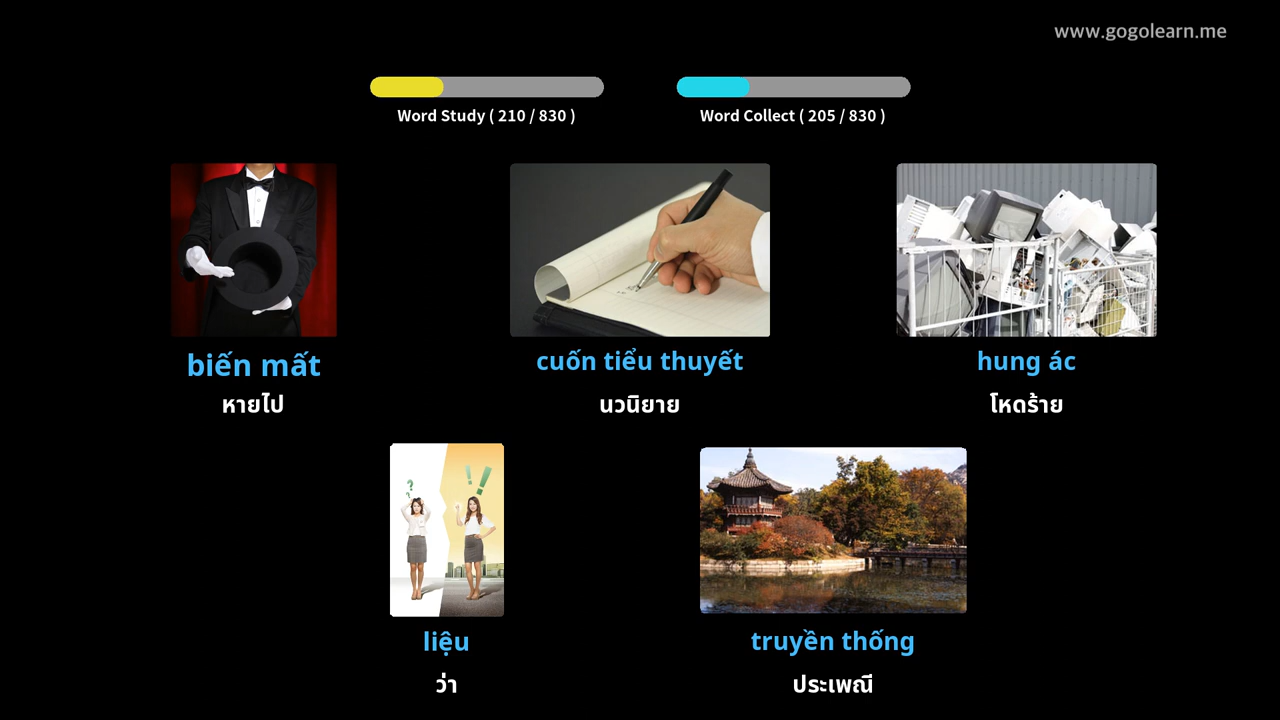 www.gogolearn.me
Word Study ( 210 / 830 )
Word Collect ( 205 / 830 )
biến mất
หายไป
cuốn tiểu thuyết
นวนิยาย
hung ác
โหดร้าย
liệu
ว่า
truyền thống
ประเพณี